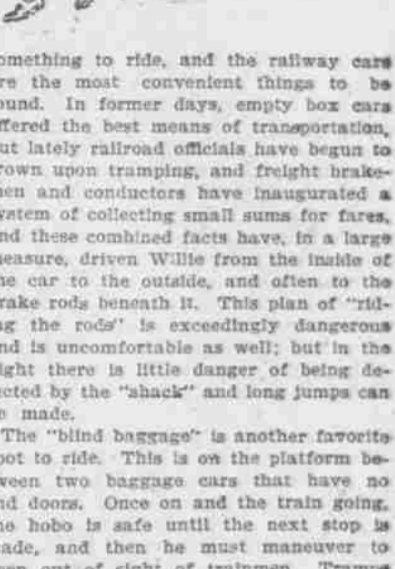 omething to ride, and the railway cars
re the most convenient things to be
ound. In former days, empty box cars
ffered the best means of transportation,
ut lately railroad officials have begun to
rown upon tramping, and freight brake-
nen and conductors have inaugurated a
ystem of collecting small sums for fares,
nd these combined facts have, in a large
neasure, driven Willie from the inside of
he car to the outside, and often to the
rake rods beneath it. This plan of "rid-
ng the rods" is exceedingly dangerous
nd is uncomfortable as well; but in the
ight there is little danger of being de-
ected by the "shack" and long jumps can
e made.
The "blind baggage" is another favorite
pot to ride. This is on the platform be-
ween two baggage cars that have no
nd doors. Once on and the train going,
he hobo is safe until the next stop is
ade, and then he must maneuver to
out of sight of trainmen. Tramps